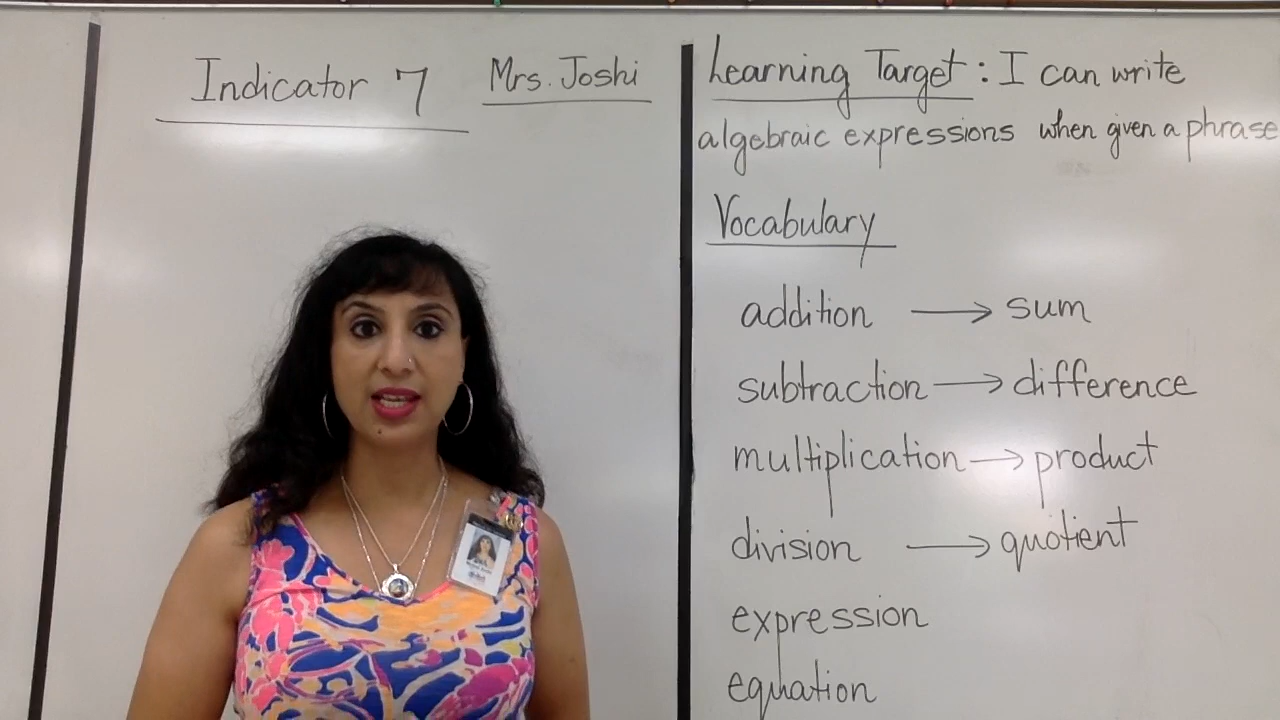 Indicator 7
Mrs. Joshi
Learning Target: I can write
algebraic expressions when given a phrase
Vocabulary
addition → sum
subtraction → difference
multiplication → product
division → quotient
expression
equation